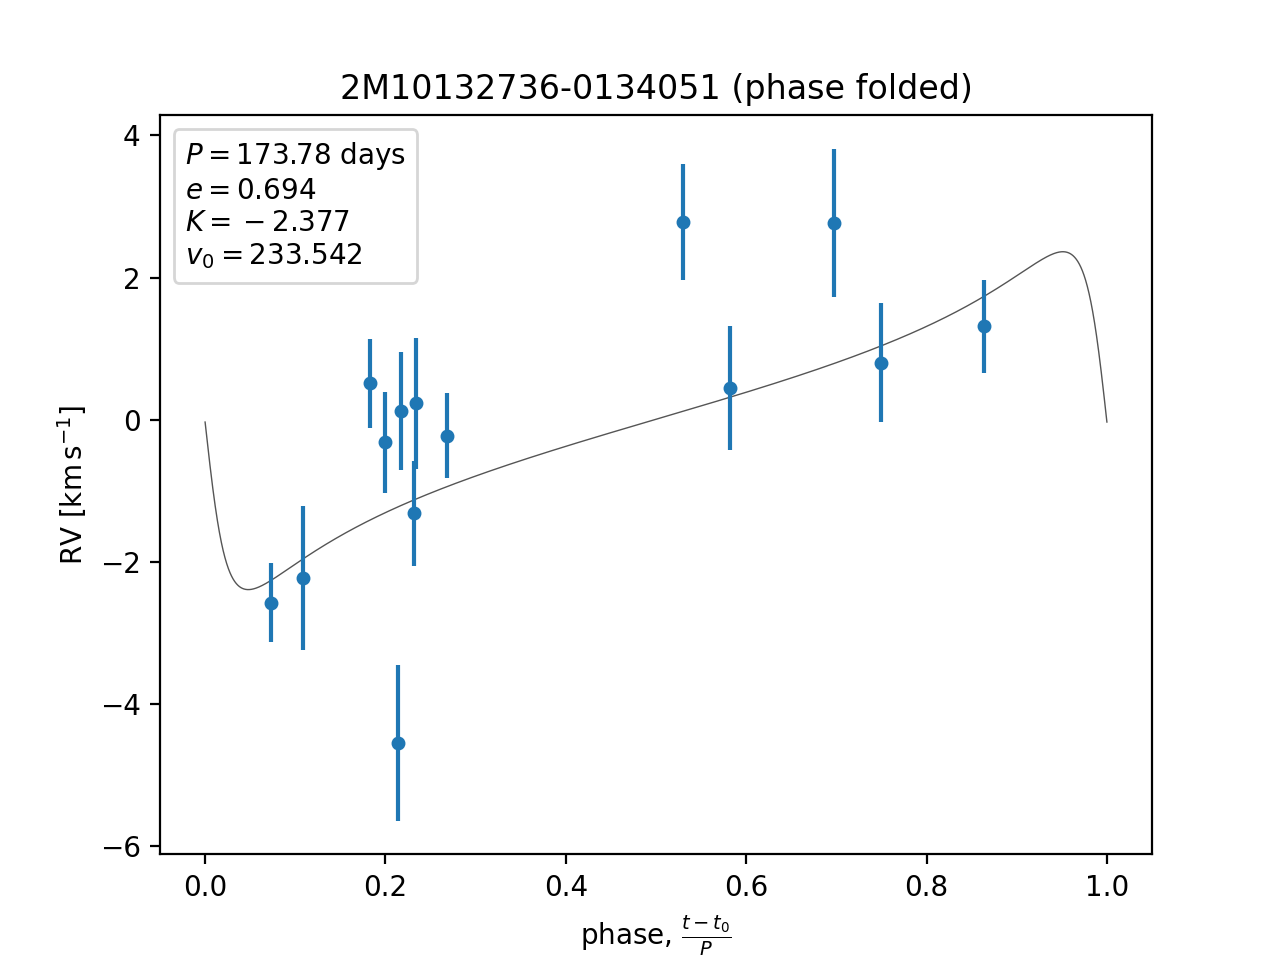 2M10132736-0134051 (phase folded)
P = 173.78 days
e = 0.694
K = −2.377
v₀ = 233.542
4
2
0
−2
−4
−6
RV [km s⁻¹]
0.0 0.2 0.4 0.6 0.8 1.0
phase, (t − t₀)/P